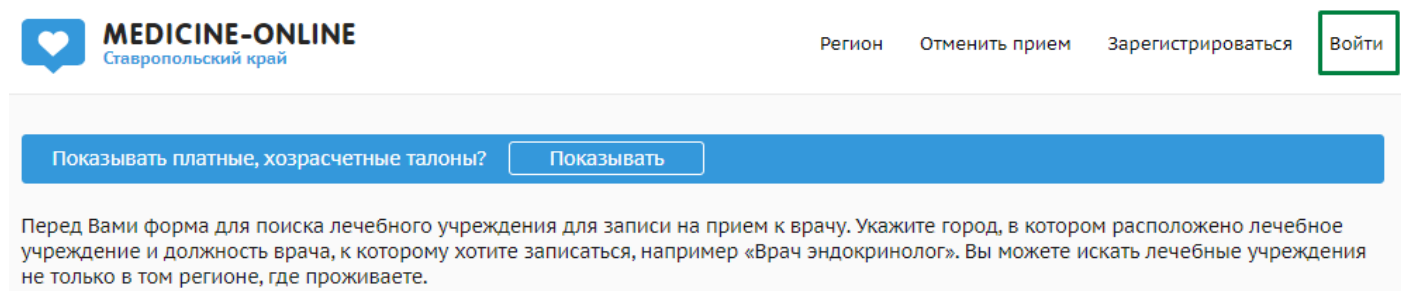 MEDICINE-ONLINE
Ставропольский край
Регион Отменить прием Зарегистрироваться Войти
Показывать платные, хозрасчетные талоны? Показывать
Перед Вами форма для поиска лечебного учреждения для записи на прием к врачу. Укажите город, в котором расположено лечебное
учреждение и должность врача, к которому хотите записаться, например «Врач эндокринолог». Вы можете искать лечебные учреждения
не только в том регионе, где проживаете.